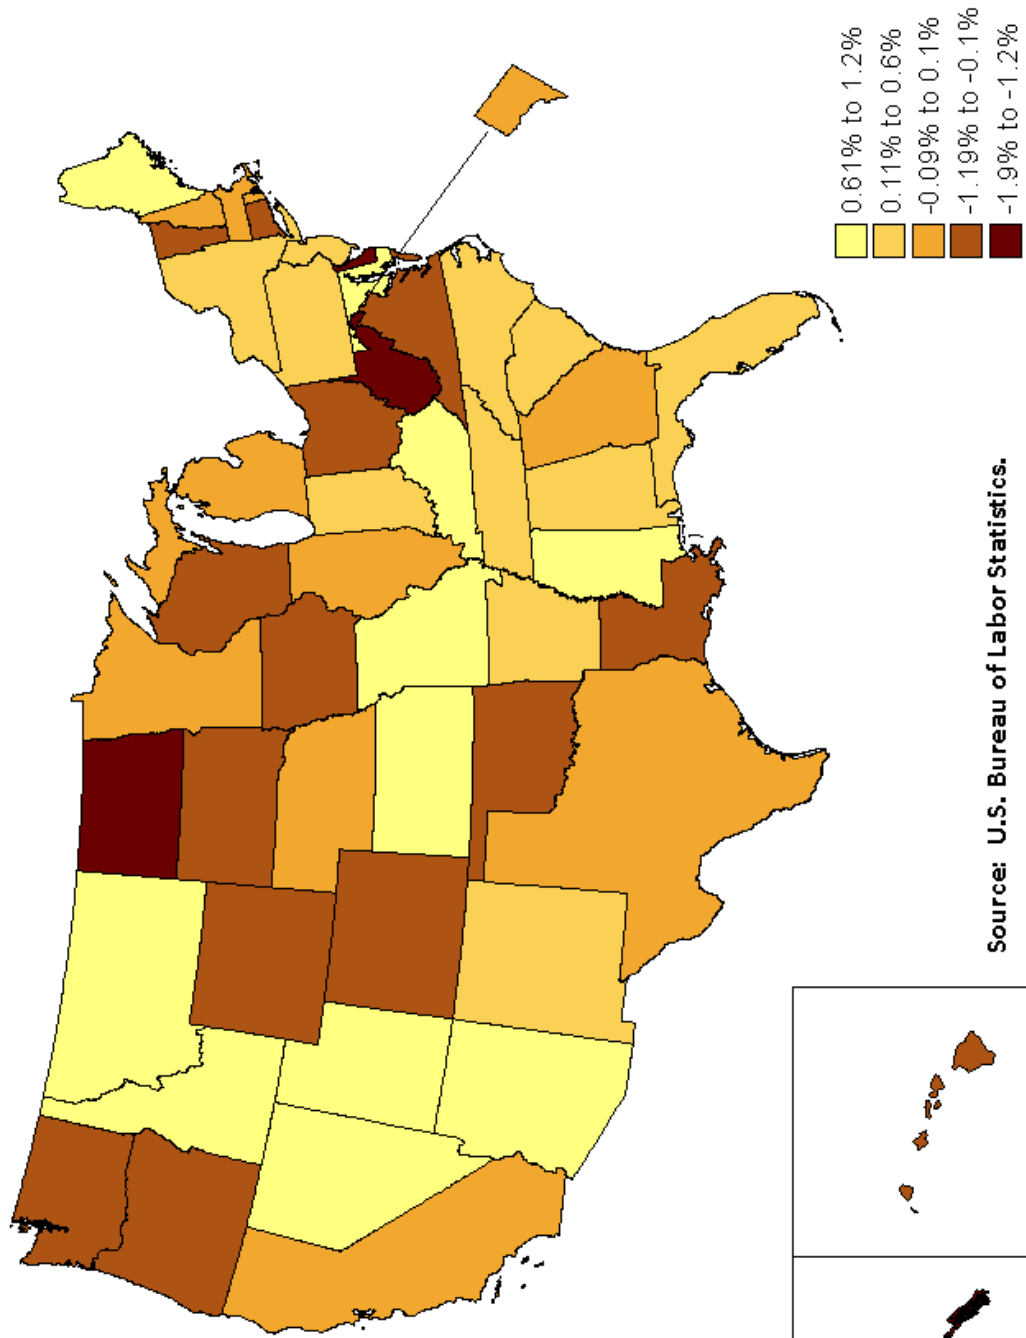 0.61% to 1.2%
0.11% to 0.6%
-0.09% to 0.1%
-1.19% to -0.1%
-1.9% to -1.2%
Source: U.S. Bureau of Labor Statistics.